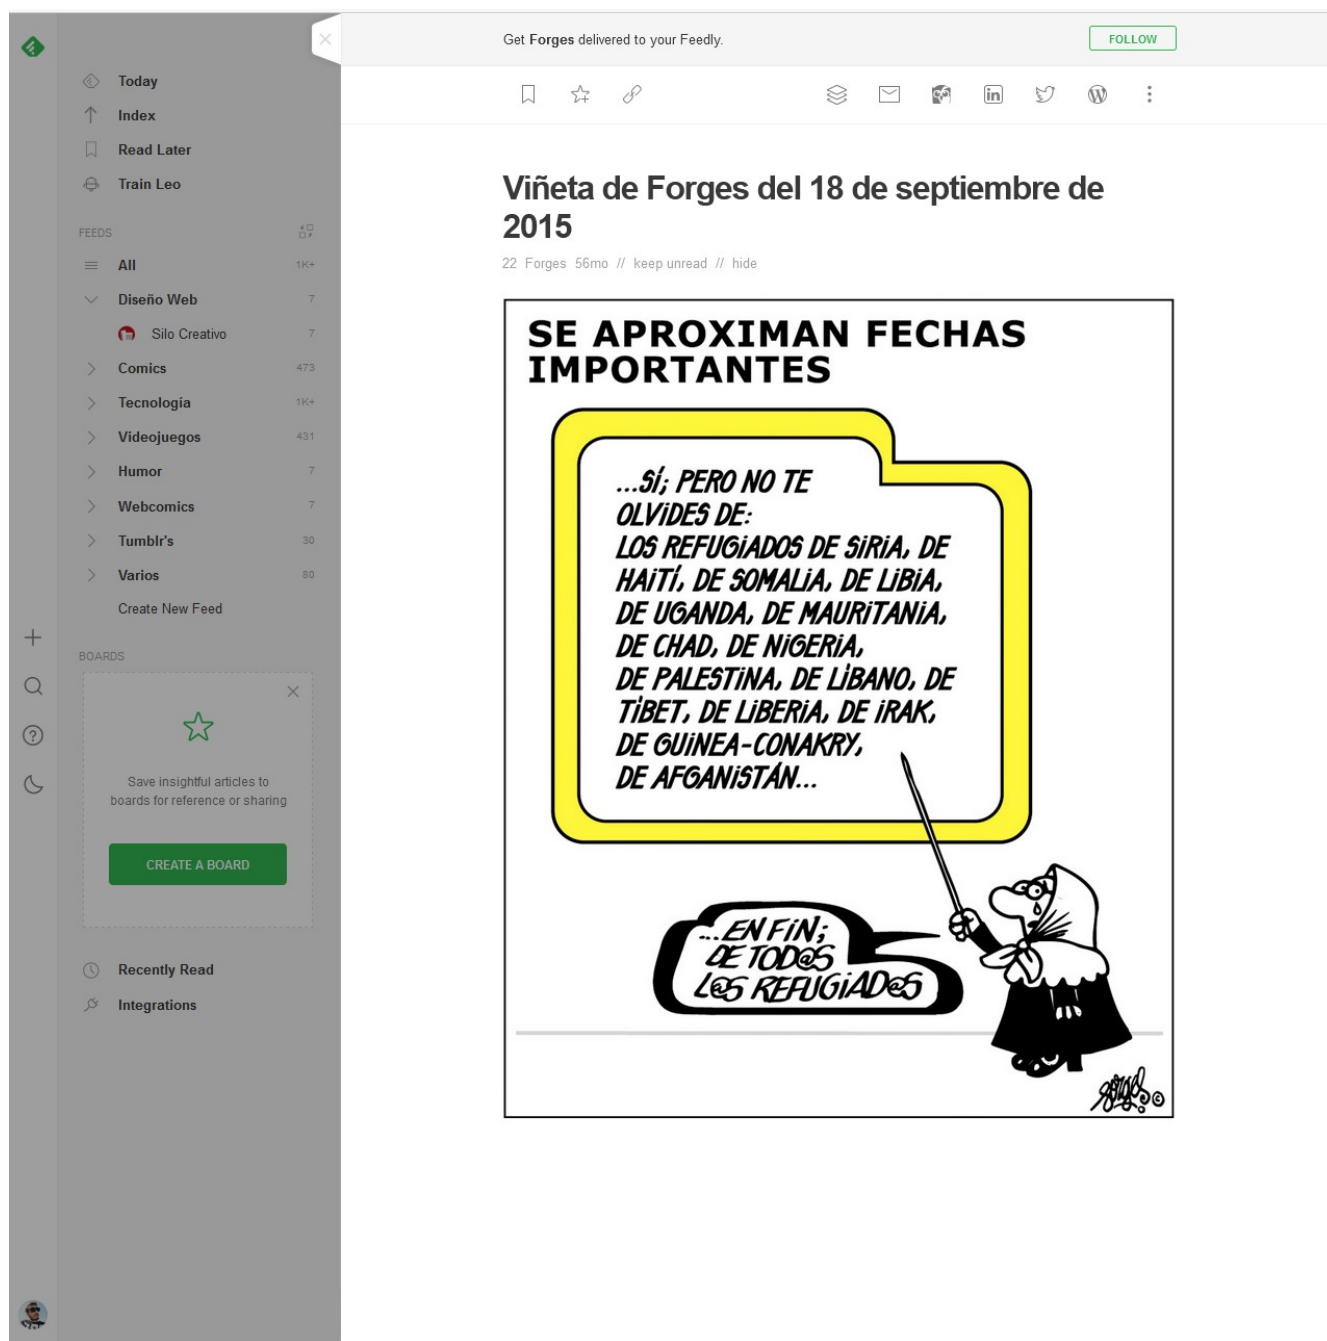 Get Forges delivered to your Feedly.
FOLLOW
Today
Index
Read Later
Train Leo
FEEDS
All 1K+
Diseño Web 7
Silo Creativo 7
Comics 473
Tecnología 1K+
Videojuegos 431
Humor 7
Webcomics 7
Tumblr's 30
Varios 80
Create New Feed
BOARDS
Save insightful articles to
boards for reference or sharing
CREATE A BOARD
Recently Read
Integrations
Viñeta de Forges del 18 de septiembre de
2015
22 Forges 56mo // keep unread // hide
SE APROXIMAN FECHAS
IMPORTANTES
...SÍ; PERO NO TE
OLViDES DE:
LOS REFUGiADOS DE SiRiA, DE
HAiTÍ, DE SOMALiA, DE LiBiA,
DE UGANDA, DE MAURiTANiA,
DE CHAD, DE NiGERiA,
DE PALESTiNA, DE LÍBANO, DE
TÍBET, DE LiBERiA, DE iRAK,
DE GUiNEA-CONAKRY,
DE AFGANiSTÁN...
...EN FiN;
DE TOD@S
L@S REFUGiAD@S
forges ©